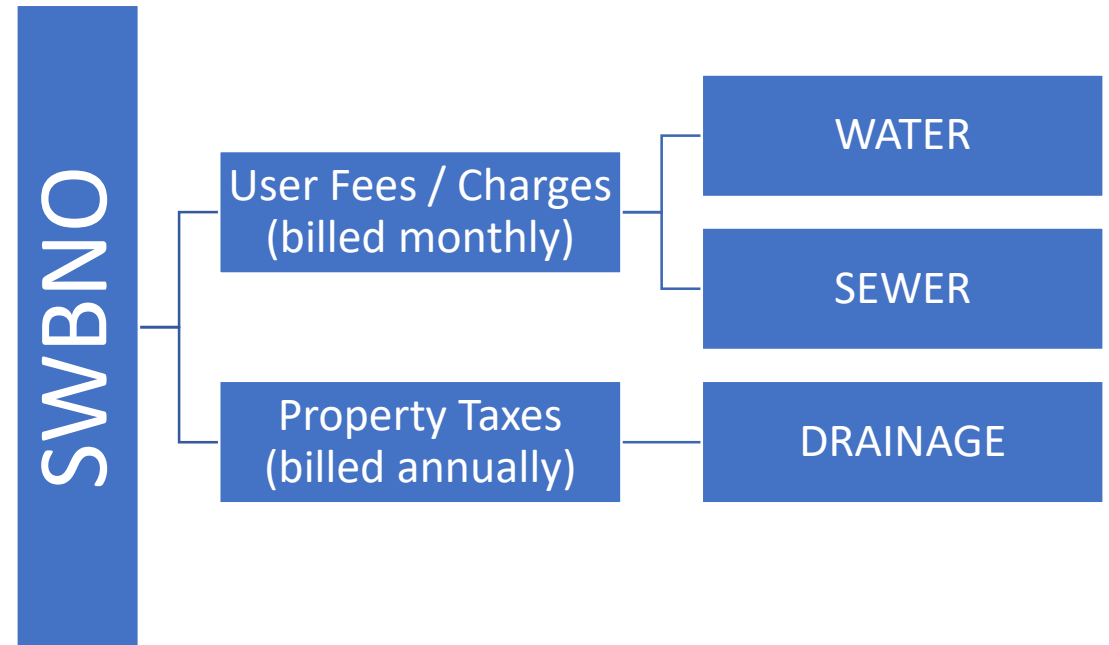 SWBNO
User Fees / Charges
(billed monthly)
WATER
SEWER
Property Taxes
(billed annually)
DRAINAGE